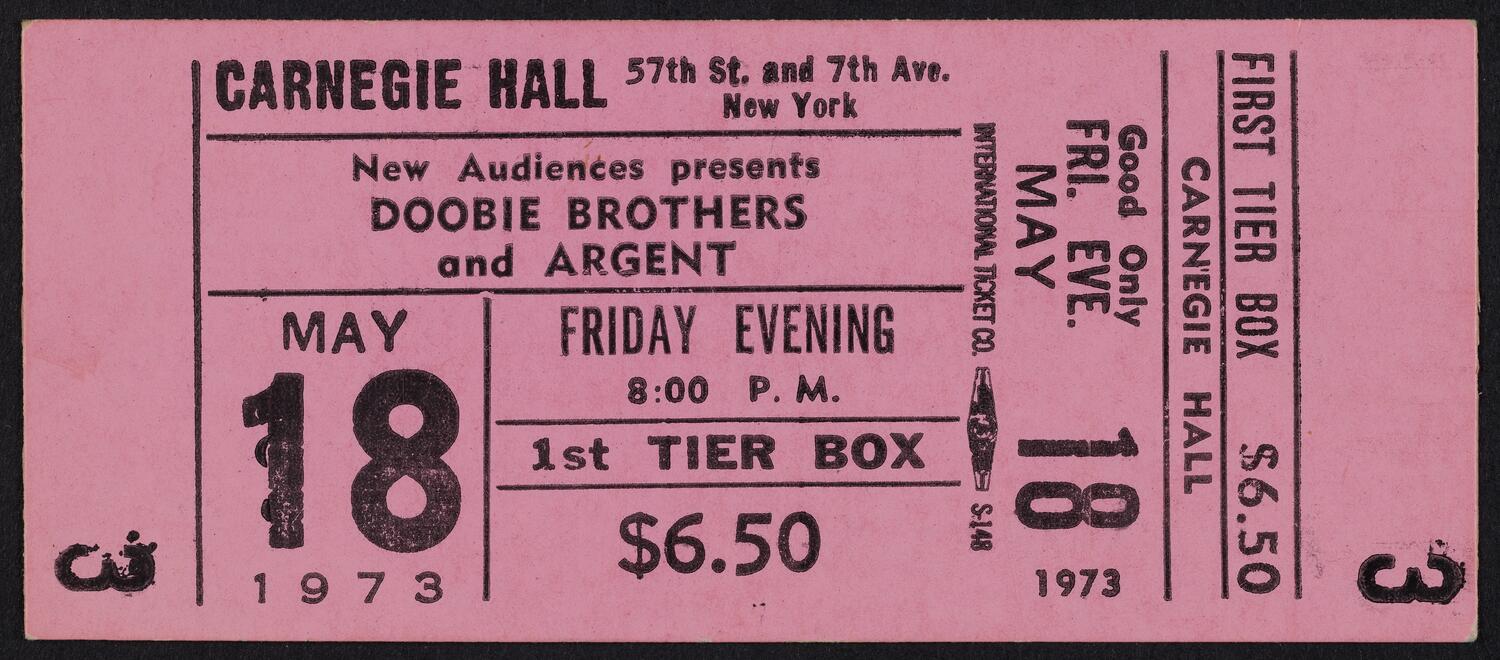 CARNEGIE HALL 57th St. and 7th Ave.
New York
New Audiences presents
DOOBIE BROTHERS
and ARGENT
MAY
18
1973
FRIDAY EVENING
8:00 P. M.
1st TIER BOX
$6.50
3
INTERNATIONAL TICKET CO. S-148
Good Only
FRI. EVE.
MAY
18
1973
CARNEGIE HALL
FIRST TIER BOX $6.50
3